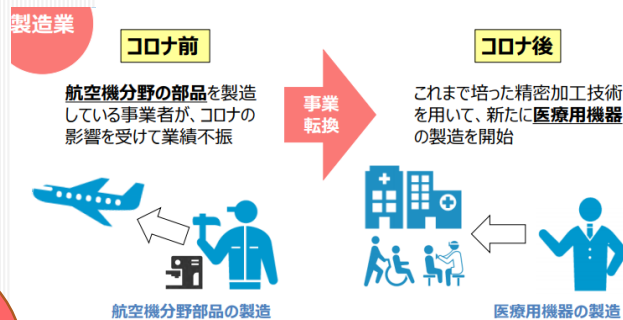 製造業
コロナ前
航空機分野の部品を製造
している事業者が、コロナの
影響を受けて業績不振
事業
転換
コロナ後
これまで培った精密加工技術
を用いて、新たに医療用機器
の製造を開始
航空機分野部品の製造
医療用機器の製造